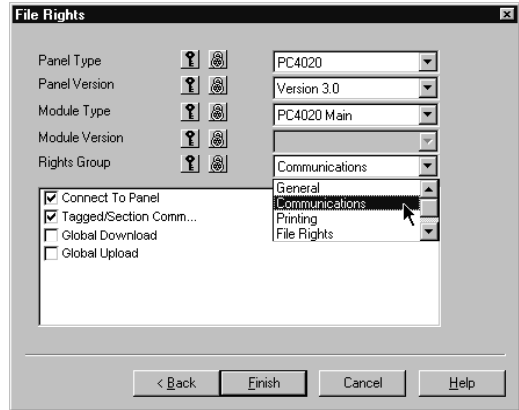 File Rights
Panel Type PC4020
Panel Version Version 3.0
Module Type PC4020 Main
Module Version
Rights Group Communications
General
Connect To Panel Communications
Tagged/Section Comm... Printing
Global Download File Rights
Global Upload
< Back Finish Cancel Help